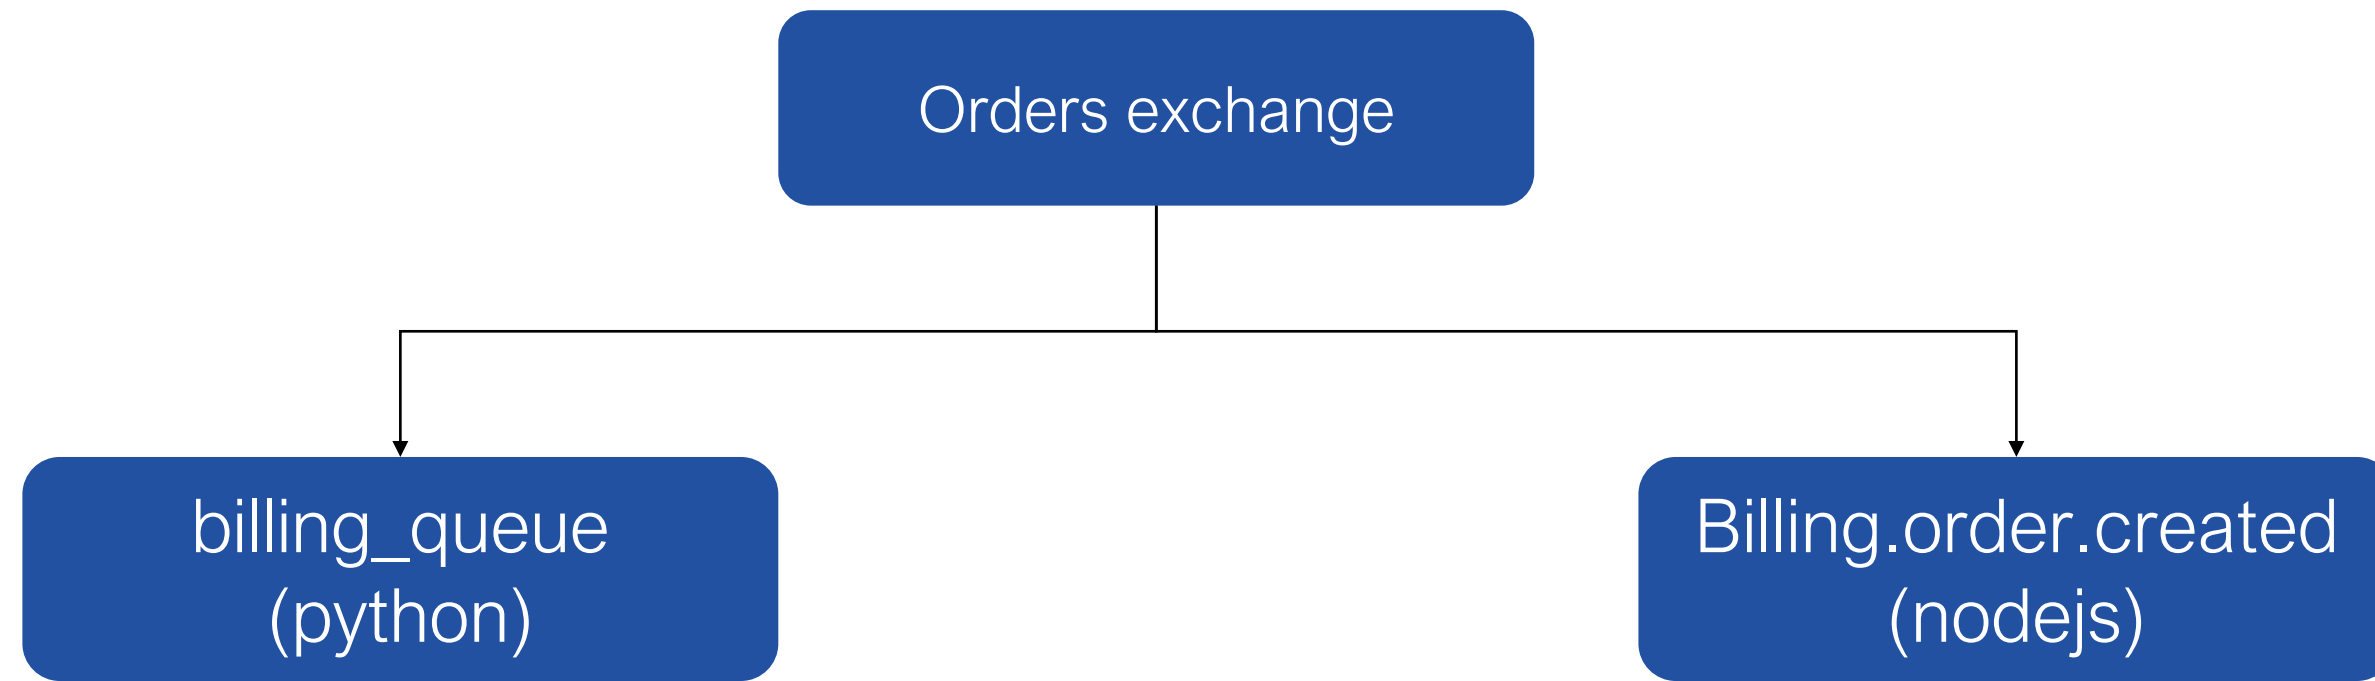 Orders exchange
billing_queue
(python)
Billing.order.created
(nodejs)